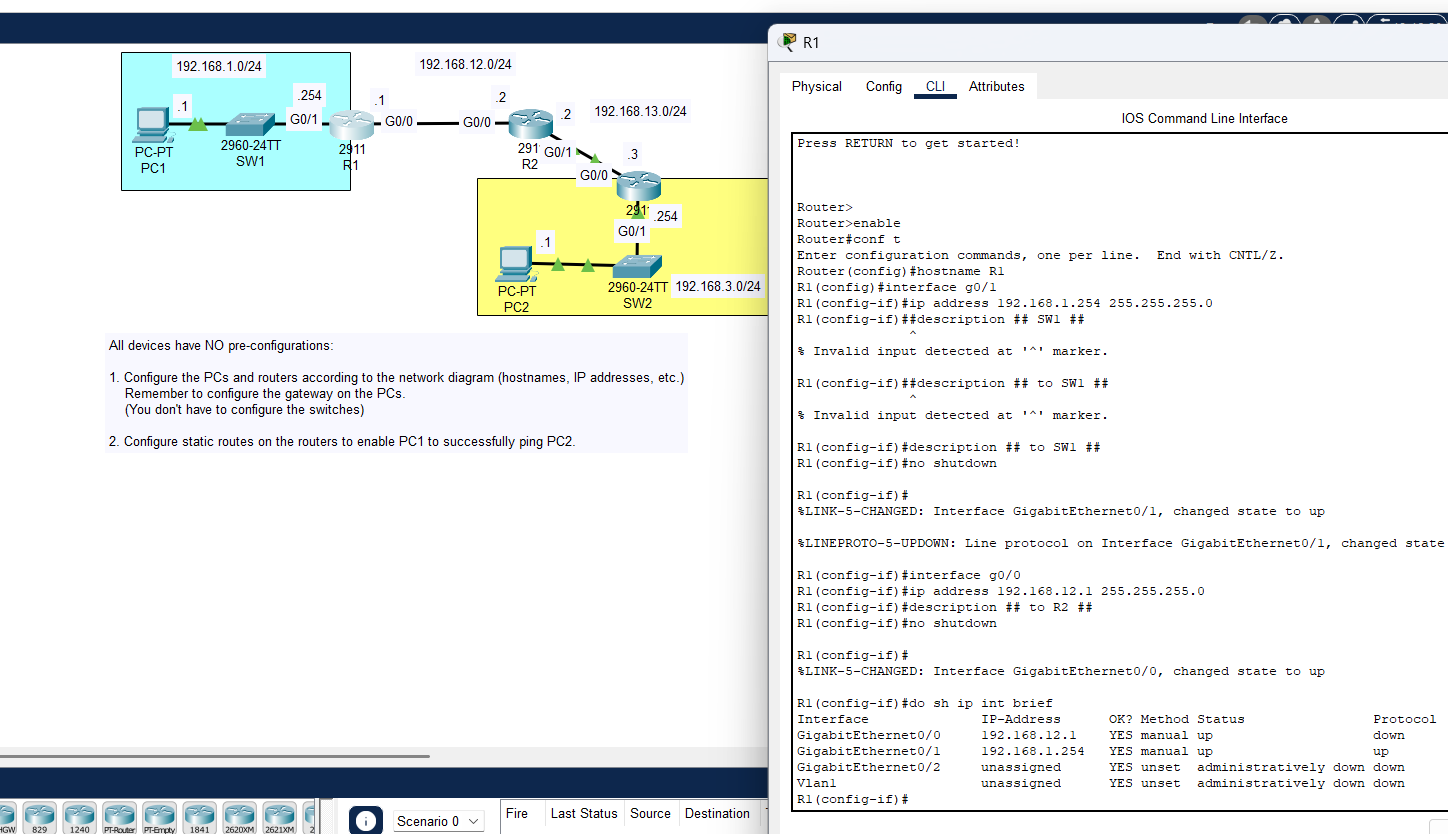 R1
Physical Config CLI Attributes
IOS Command Line Interface
192.168.1.0/24
192.168.12.0/24
192.168.13.0/24
.1
.254
G0/1
.1
G0/0
G0/0
.2
.2
G0/1
G0/0
.3
PC-PT
PC1
2960-24TT
SW1
2911
R1
291
R2
291
.254
G0/1
.1
PC-PT
PC2
2960-24TT
SW2
192.168.3.0/24
All devices have NO pre-configurations:
1. Configure the PCs and routers according to the network diagram (hostnames, IP addresses, etc.)
Remember to configure the gateway on the PCs.
(You don't have to configure the switches)
2. Configure static routes on the routers to enable PC1 to successfully ping PC2.
Press RETURN to get started!
Router>
Router>enable
Router#conf t
Enter configuration commands, one per line.  End with CNTL/Z.
Router(config)#hostname R1
R1(config)#interface g0/1
R1(config-if)#ip address 192.168.1.254 255.255.255.0
R1(config-if)##description ## SW1 ##
^
% Invalid input detected at '^' marker.
R1(config-if)##description ## to SW1 ##
^
% Invalid input detected at '^' marker.
R1(config-if)#description ## to SW1 ##
R1(config-if)#no shutdown
R1(config-if)#
%LINK-5-CHANGED: Interface GigabitEthernet0/1, changed state to up
%LINEPROTO-5-UPDOWN: Line protocol on Interface GigabitEthernet0/1, changed state
R1(config-if)#interface g0/0
R1(config-if)#ip address 192.168.12.1 255.255.255.0
R1(config-if)#description ## to R2 ##
R1(config-if)#no shutdown
R1(config-if)#
%LINK-5-CHANGED: Interface GigabitEthernet0/0, changed state to up
R1(config-if)#do sh ip int brief
Interface IP-Address OK? Method Status Protocol
GigabitEthernet0/0 192.168.12.1 YES manual up down
GigabitEthernet0/1 192.168.1.254 YES manual up up
GigabitEthernet0/2 unassigned YES unset administratively down down
Vlan1 unassigned YES unset administratively down down
R1(config-if)#
829 1240 PT-Router PT-Empty 1841 2620XM 2621XM
Scenario 0
Fire Last Status Source Destination